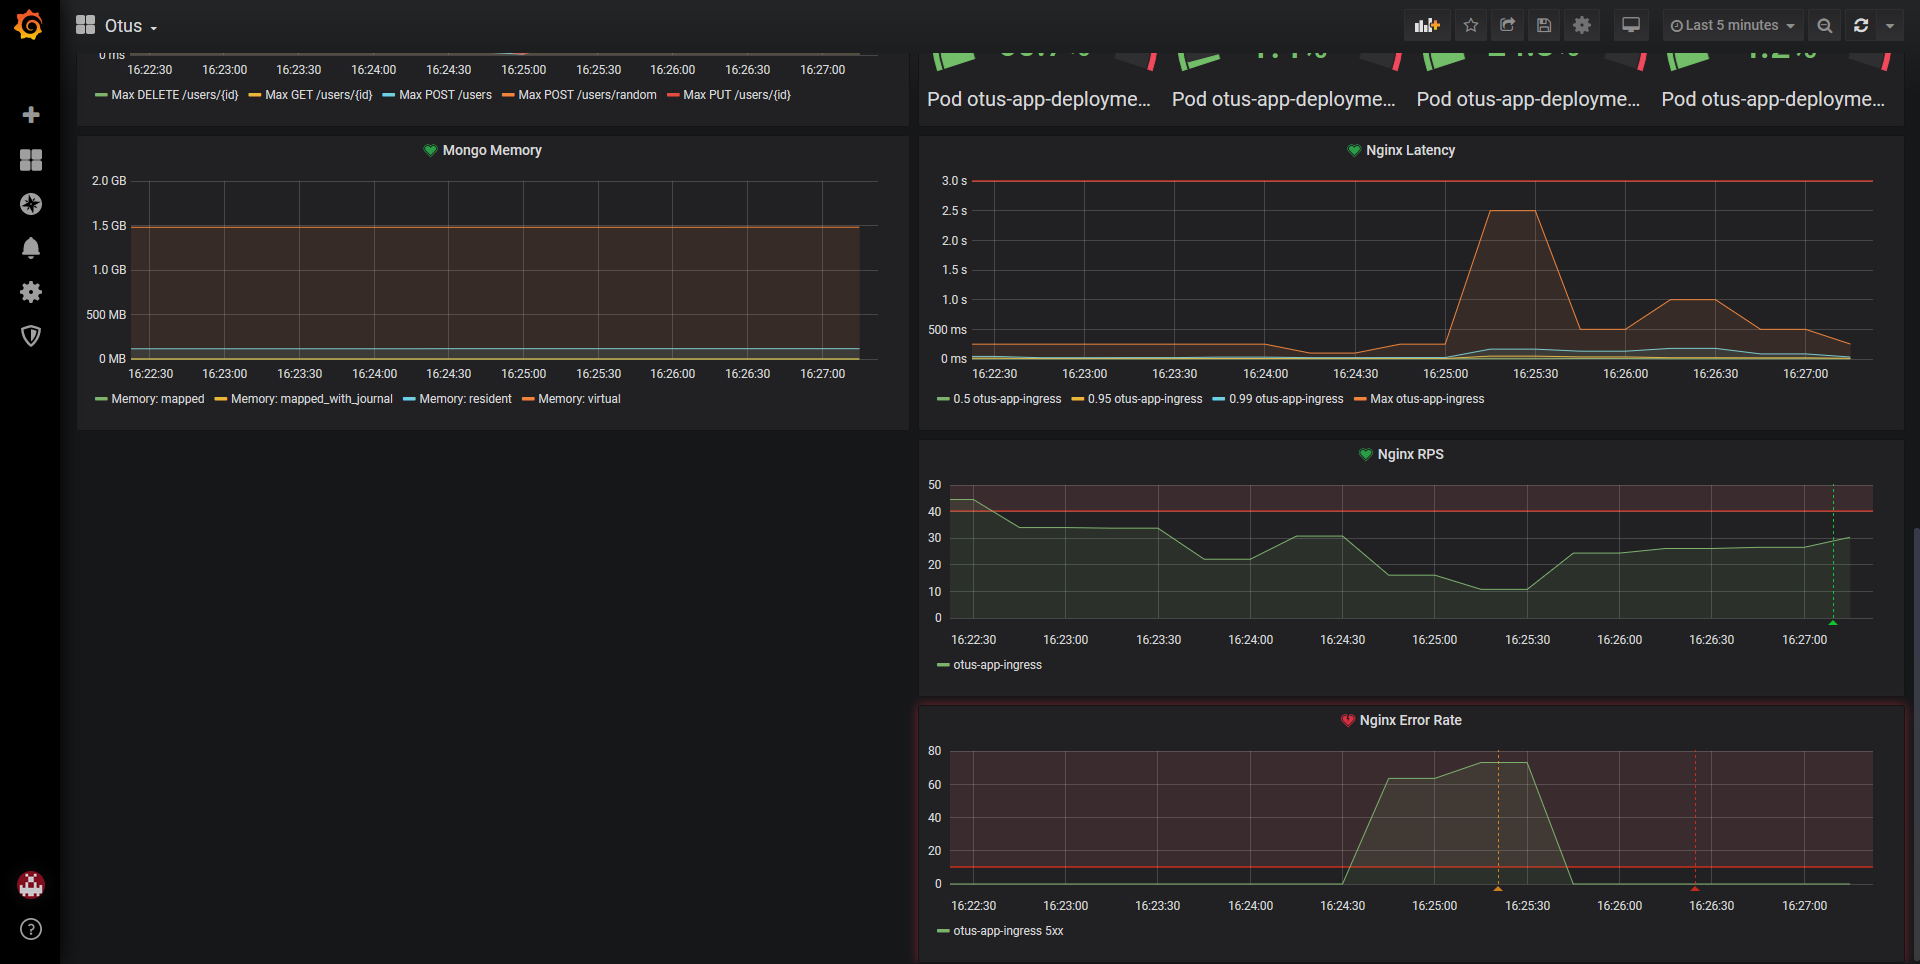 Otus
Last 5 minutes
0 ms
16:22:30 16:23:00 16:23:30 16:24:00 16:24:30 16:25:00 16:25:30 16:26:00 16:26:30 16:27:00
Max DELETE /users/{id} Max GET /users/{id} Max POST /users Max POST /users/random Max PUT /users/{id}
Pod otus-app-deployme... Pod otus-app-deployme... Pod otus-app-deployme... Pod otus-app-deployme...
Mongo Memory
2.0 GB
1.5 GB
1.0 GB
500 MB
0 MB
16:22:30 16:23:00 16:23:30 16:24:00 16:24:30 16:25:00 16:25:30 16:26:00 16:26:30 16:27:00
Memory: mapped Memory: mapped_with_journal Memory: resident Memory: virtual
Nginx Latency
3.0 s
2.5 s
2.0 s
1.5 s
1.0 s
500 ms
0 ms
16:22:30 16:23:00 16:23:30 16:24:00 16:24:30 16:25:00 16:25:30 16:26:00 16:26:30 16:27:00
0.5 otus-app-ingress 0.95 otus-app-ingress 0.99 otus-app-ingress Max otus-app-ingress
Nginx RPS
50
40
30
20
10
0
16:22:30 16:23:00 16:23:30 16:24:00 16:24:30 16:25:00 16:25:30 16:26:00 16:26:30 16:27:00
otus-app-ingress
Nginx Error Rate
80
60
40
20
0
16:22:30 16:23:00 16:23:30 16:24:00 16:24:30 16:25:00 16:25:30 16:26:00 16:26:30 16:27:00
otus-app-ingress 5xx